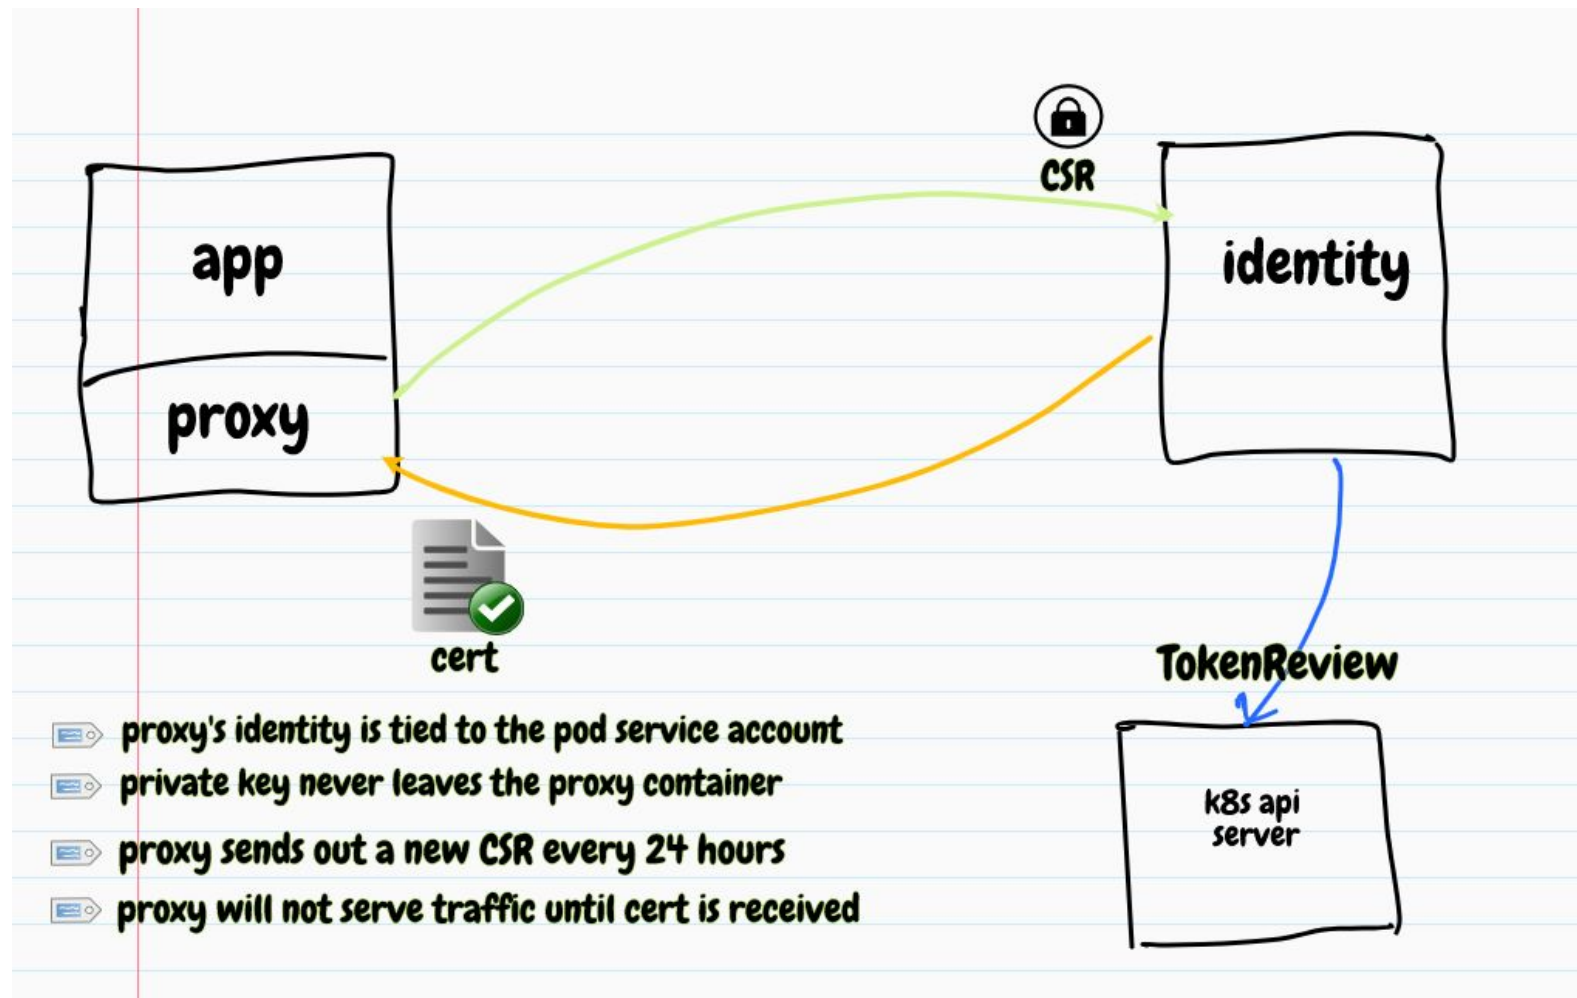 CSR
app
identity
proxy
cert
TokenReview
proxy's identity is tied to the pod service account
private key never leaves the proxy container
proxy sends out a new CSR every 24 hours
proxy will not serve traffic until cert is received
k8s api
server